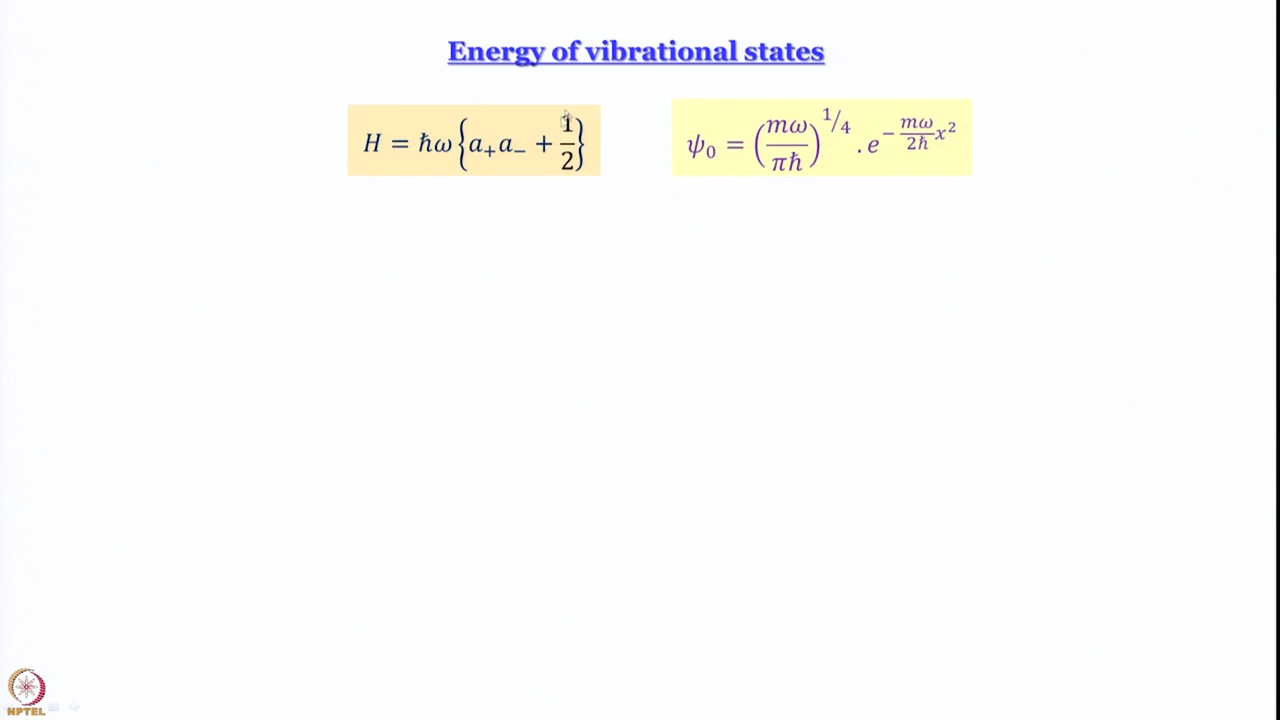 Energy of vibrational states
H = ħω{a₊a₋ + 1/2}
ψ₀ = (mω/πħ)^1/4 . e^−(mω/2ħ)x²
NPTEL